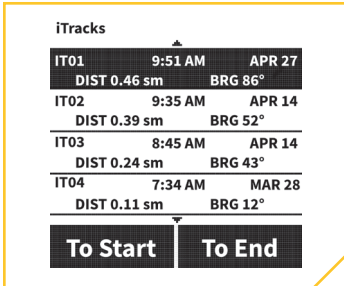 iTracks
IT01 9:51 AM APR 27
DIST 0.46 sm BRG 86°
IT02 9:35 AM APR 14
DIST 0.39 sm BRG 52°
IT03 8:45 AM APR 14
DIST 0.24 sm BRG 43°
IT04 7:34 AM MAR 28
DIST 0.11 sm BRG 12°
To Start To End